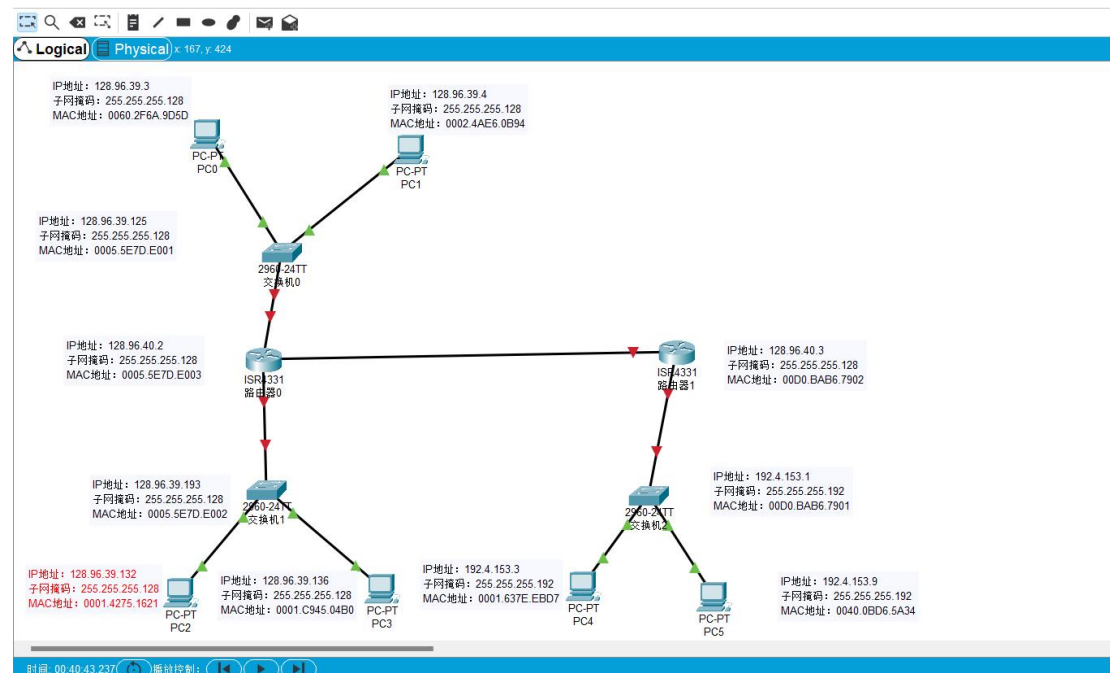 Logical
Physical
x: 167, y: 424
IP地址：128.96.39.3
子网掩码：255.255.255.128
MAC地址：0060.2F6A.9D5D
IP地址：128.96.39.4
子网掩码：255.255.255.128
MAC地址：0002.4AE6.0B94
PC-PT
PC0
PC-PT
PC1
IP地址：128.96.39.125
子网掩码：255.255.255.128
MAC地址：0005.5E7D.E001
2960-24TT
交换机0
IP地址：128.96.40.2
子网掩码：255.255.255.128
MAC地址：0005.5E7D.E003
ISR4331
路由器0
ISR4331
路由器1
IP地址：128.96.40.3
子网掩码：255.255.255.128
MAC地址：00D0.BAB6.7902
IP地址：128.96.39.193
子网掩码：255.255.255.128
MAC地址：0005.5E7D.E002
2960-24TT
交换机1
2960-24TT
交换机2
IP地址：192.4.153.1
子网掩码：255.255.255.192
MAC地址：00D0.BAB6.7901
IP地址：128.96.39.132
子网掩码：255.255.255.128
MAC地址：0001.4275.1621
PC-PT
PC2
IP地址：128.96.39.136
子网掩码：255.255.255.128
MAC地址：0001.C945.04B0
PC-PT
PC3
IP地址：192.4.153.3
子网掩码：255.255.255.192
MAC地址：0001.637E.EBD7
PC-PT
PC4
PC-PT
PC5
IP地址：192.4.153.9
子网掩码：255.255.255.192
MAC地址：0040.0BD6.5A34
时间: 00:40:43.237
播放控制：